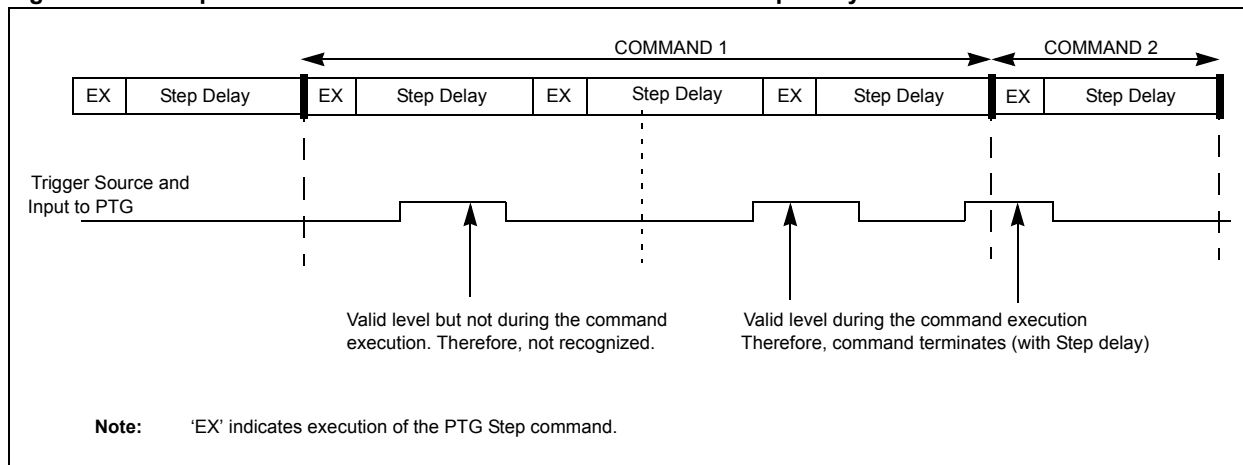 COMMAND 1 COMMAND 2
EX Step Delay EX Step Delay EX Step Delay EX Step Delay EX Step Delay
Trigger Source and
Input to PTG
Valid level but not during the command
execution. Therefore, not recognized.
Valid level during the command execution
Therefore, command terminates (with Step delay)
Note: ‘EX’ indicates execution of the PTG Step command.